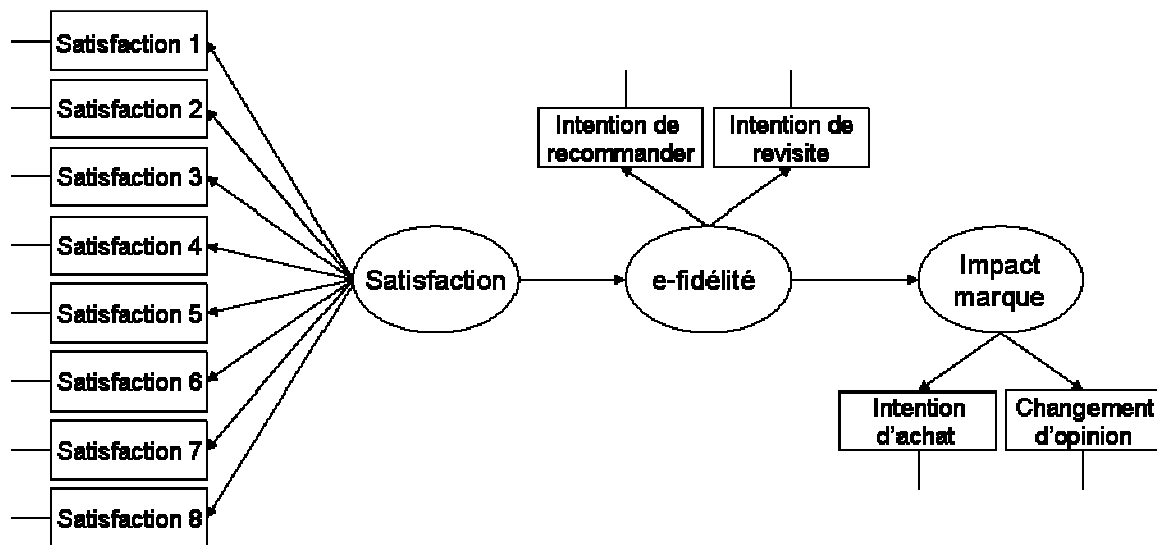 Satisfaction 1
Satisfaction 2
Satisfaction 3
Satisfaction 4
Satisfaction 5
Satisfaction 6
Satisfaction 7
Satisfaction 8
Satisfaction
Intention de
recommander
Intention de
revisite
e-fidélité
Impact
marque
Intention
d'achat
Changement
d'opinion